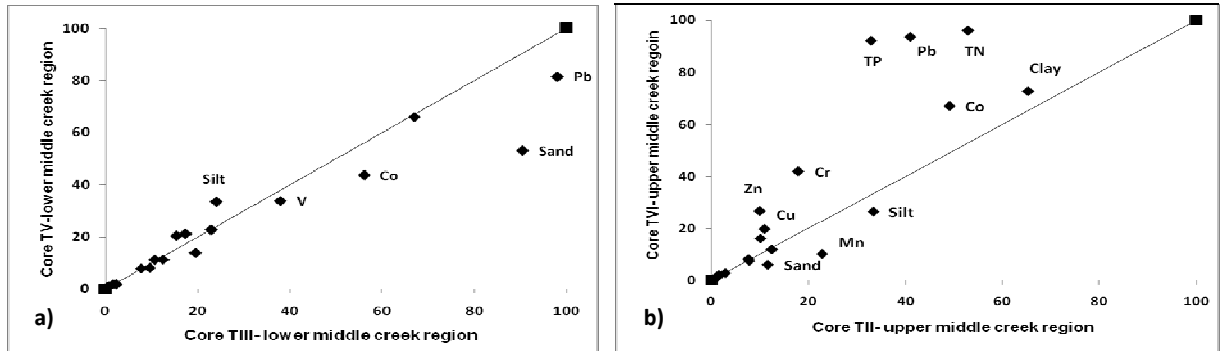 100
80
60
40
20
0
Core TV-lower middle creek region
Pb
Sand
Co
Silt
V
0 20 40 60 80 100
Core TIII- lower middle creek region
a)
100
80
60
40
20
0
Core TVI-upper middle creek regoin
TP Pb TN
Clay
Co
Cr
Zn
Cu
Silt
Mn
Sand
0 20 40 60 80 100
Core TII- upper middle creek region
b)